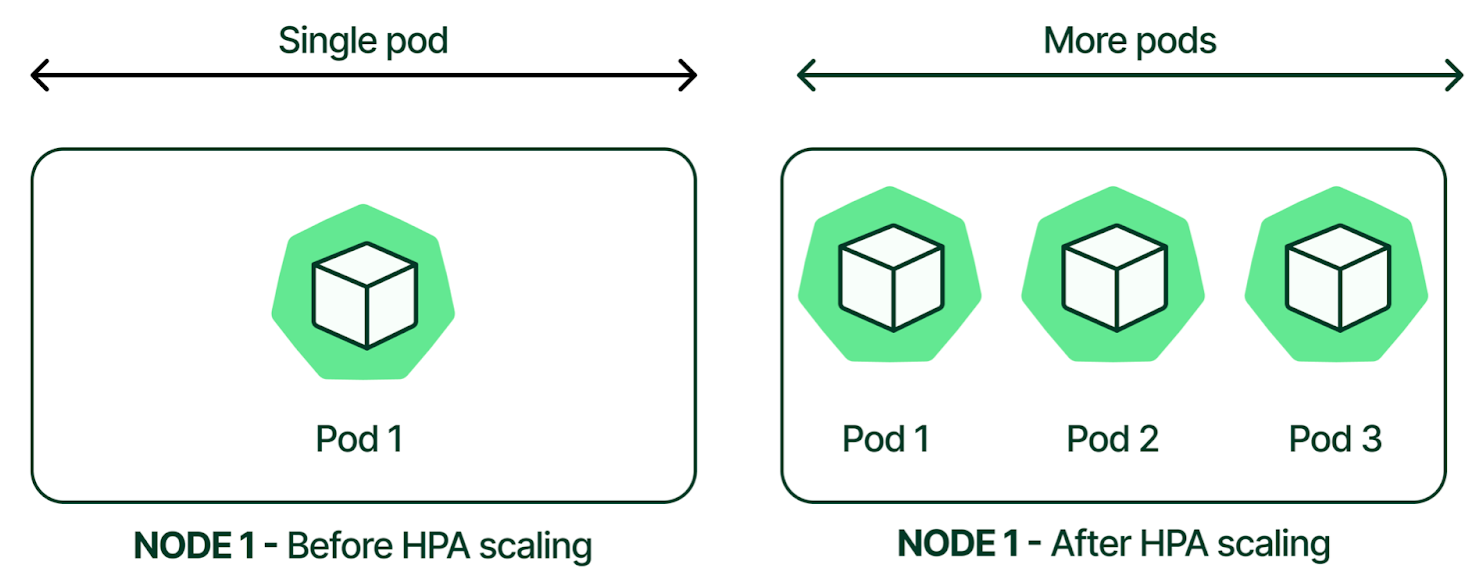 Single pod
More pods
Pod 1
Pod 1
Pod 2
Pod 3
NODE 1 - Before HPA scaling
NODE 1 - After HPA scaling